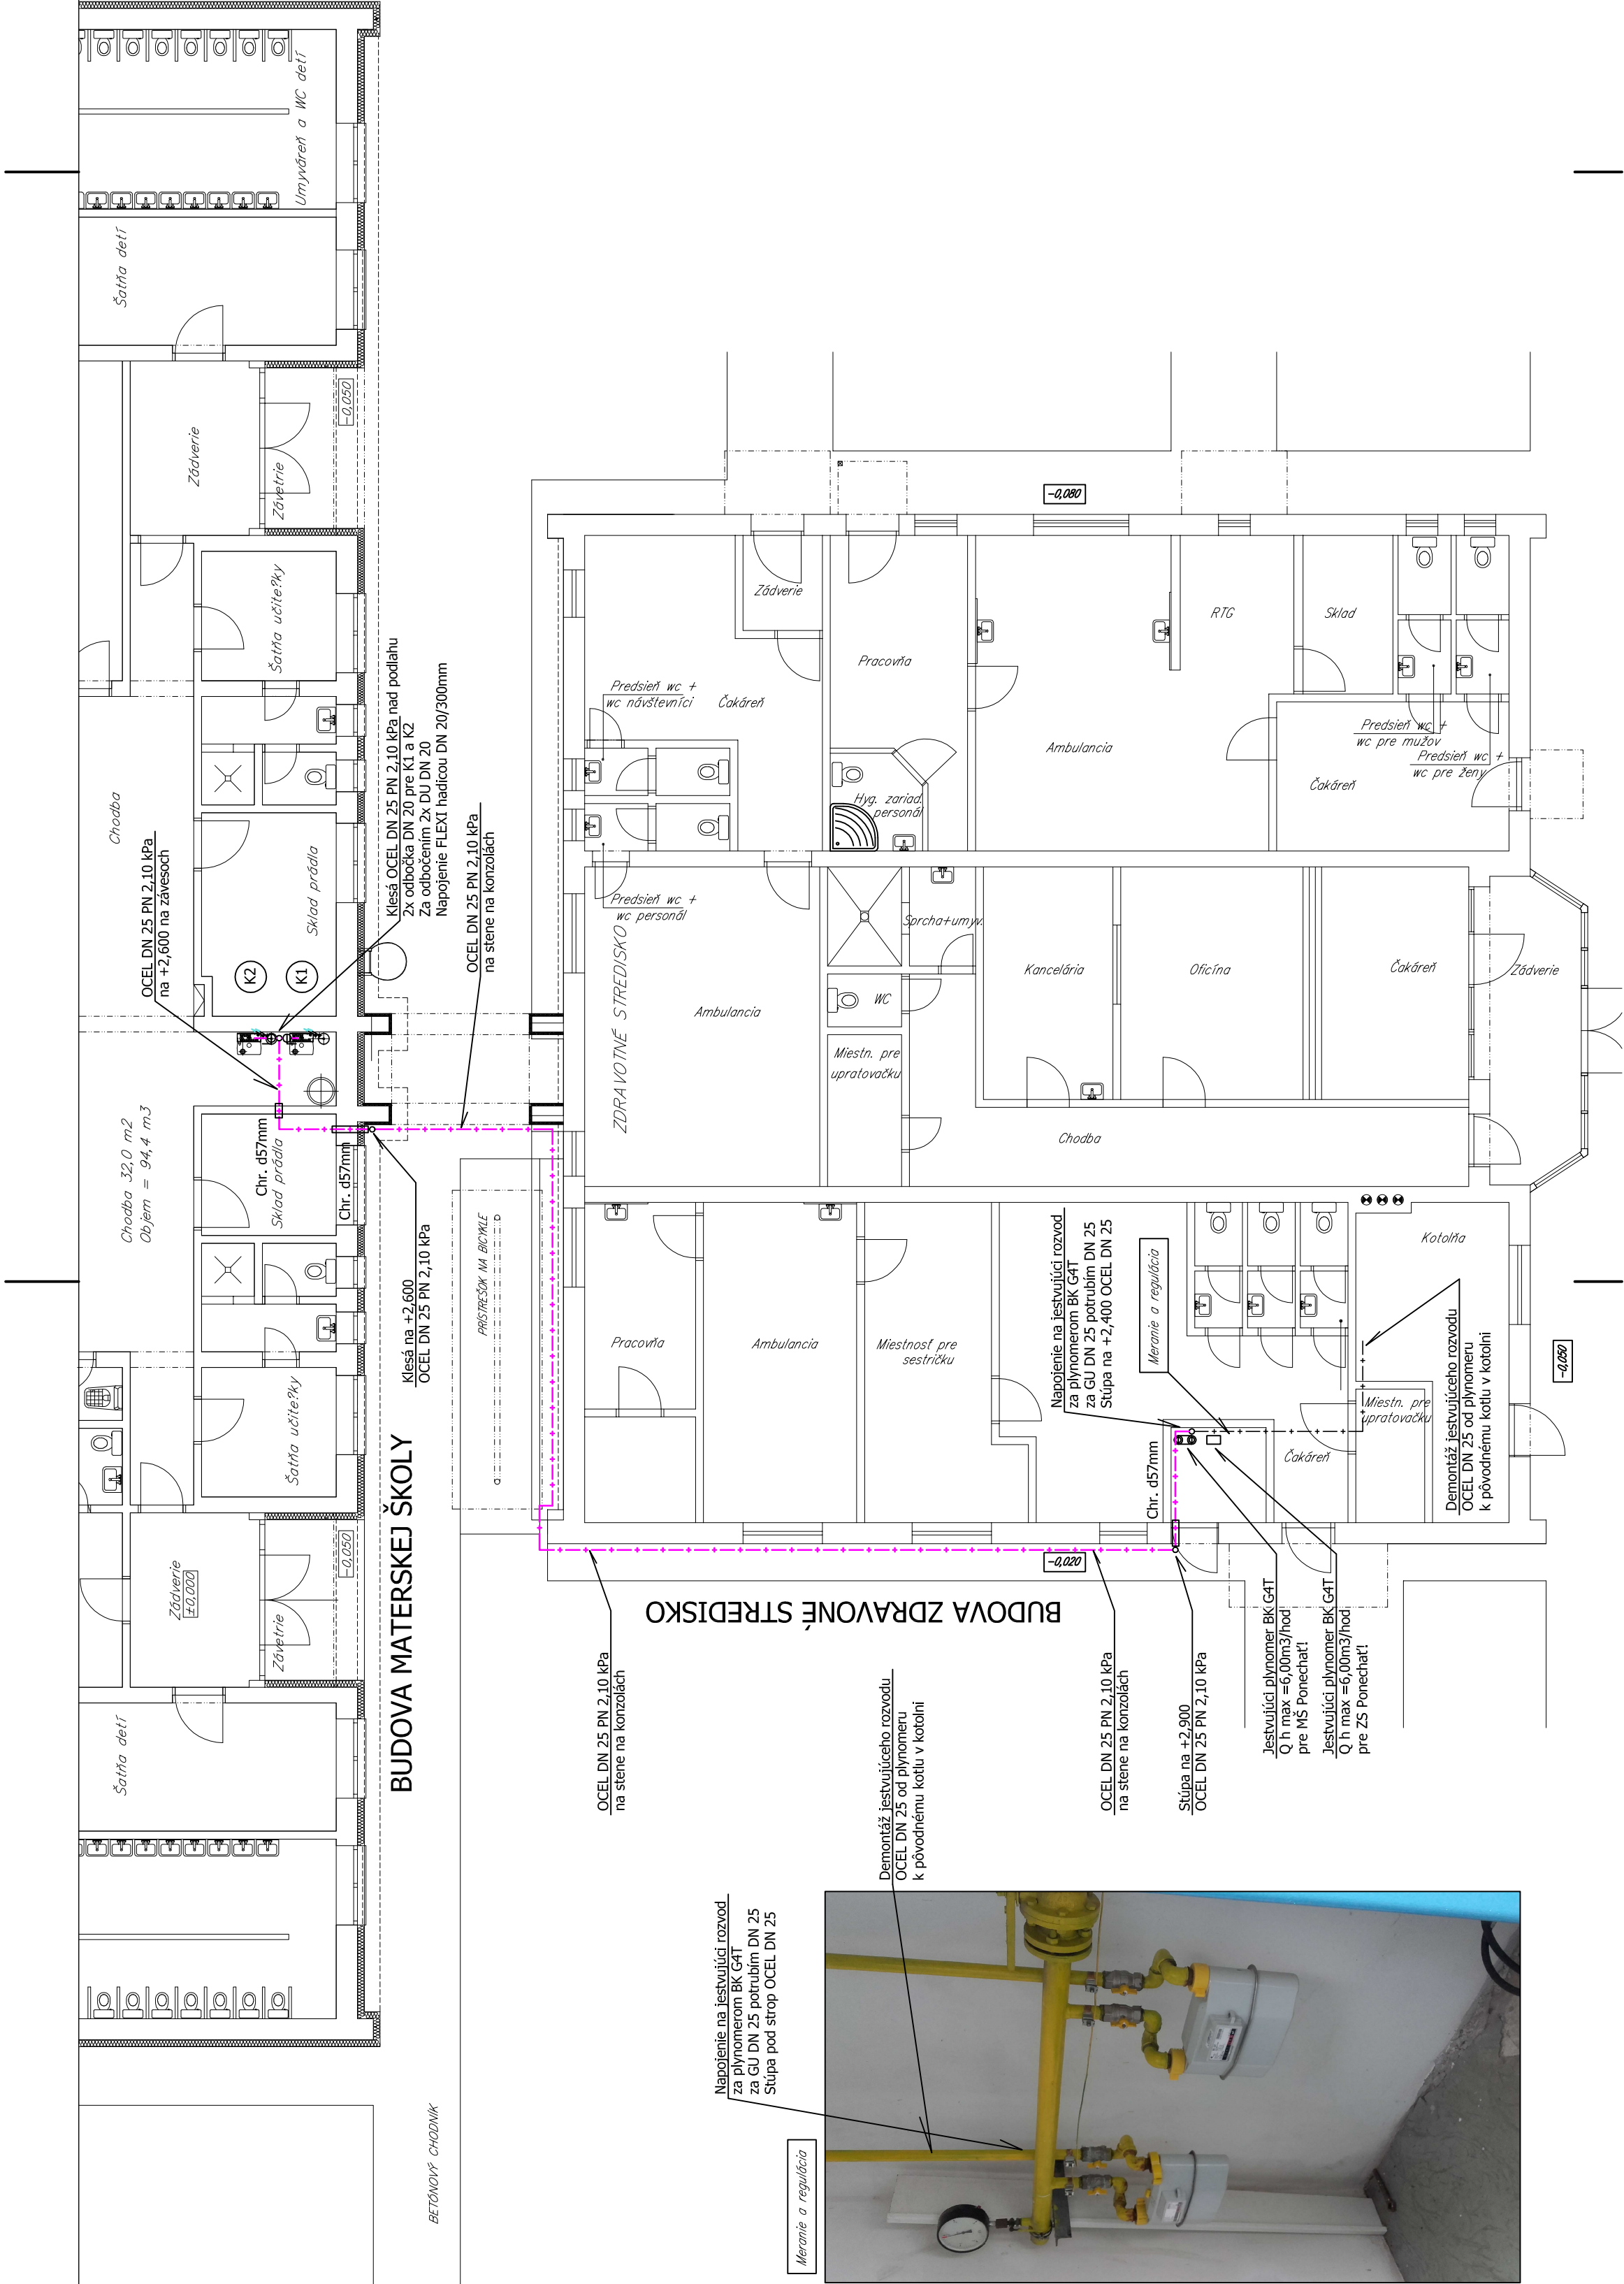 Umyváreň a WC detí
Šatňa detí
Zádverie
Závetrie
-0,050
Šatňa učite?ky
Chodba
OCEL DN 25 PN 2,10 kPa
na +2,600 na závesoch
Sklad prádla
K2
K1
Klesá OCEL DN 25 PN 2,10 kPa nad podlahu
2x odbočka DN 20 pre K1 a K2
Za odbočením 2x DU DN 20
Napojenie FLEXI hadicou DN 20/300mm
OCEL DN 25 PN 2,10 kPa
na stene na konzolách
Chodba 32,0 m2
Objem = 94,4 m3
Chr. d57mm
Sklad prádla
Chr. d57mm
Klesá na +2,600
OCEL DN 25 PN 2,10 kPa
Šatňa učite?ky
Zádverie
±0,000
Závetrie
-0,050
Šatňa detí
BUDOVA MATERSKEJ ŠKOLY
BETÓNOVÝ CHODNÍK
PRÍSTREŠOK NA BICYKLE
-0,080
Zádverie
Čakáreň
Predsieň wc +
wc návštevníci
Pracovňa
Hyg. zariad.
personál
Ambulancia
RTG
Sklad
Predsieň wc +
wc pre mužov
Predsieň wc +
wc pre ženy
Čakáreň
Predsieň wc +
wc personál
ZDRAVOTNÉ STREDISKO
Ambulancia
Sprcha+umyv.
WC
Miestn. pre
upratovačku
Kancelária
Oficína
Čakáreň
Zádverie
Chodba
Pracovňa
Ambulancia
Miestnosť pre
sestričku
Napojenie na jestvujúci rozvod
za plynomerom BK G4T
za GU DN 25 potrubím DN 25
Stúpa na +2,400 OCEL DN 25
Meranie a regulácia
Kotolňa
Miestn. pre
upratovačku
Čakáreň
Demontáž jestvujúceho rozvodu
OCEL DN 25 od plynomeru
k pôvodnému kotlu v kotolni
-0,050
Chr. d57mm
-0,020
BUDOVA ZDRAVONÉ STREDISKO
OCEL DN 25 PN 2,10 kPa
na stene na konzolách
OCEL DN 25 PN 2,10 kPa
na stene na konzolách
Stúpa na +2,900
OCEL DN 25 PN 2,10 kPa
Jestvujúci plynomer BK G4T
Q h max =6,00m3/hod
pre MŠ Ponechať!
Jestvujúci plynomer BK G4T
Q h max =6,00m3/hod
pre ZS Ponechať!
Demontáž jestvujúceho rozvodu
OCEL DN 25 od plynomeru
k pôvodnému kotlu v kotolni
Napojenie na jestvujúci rozvod
za plynomerom BK G4T
za GU DN 25 potrubím DN 25
Stúpa pod strop OCEL DN 25
Meranie a regulácia